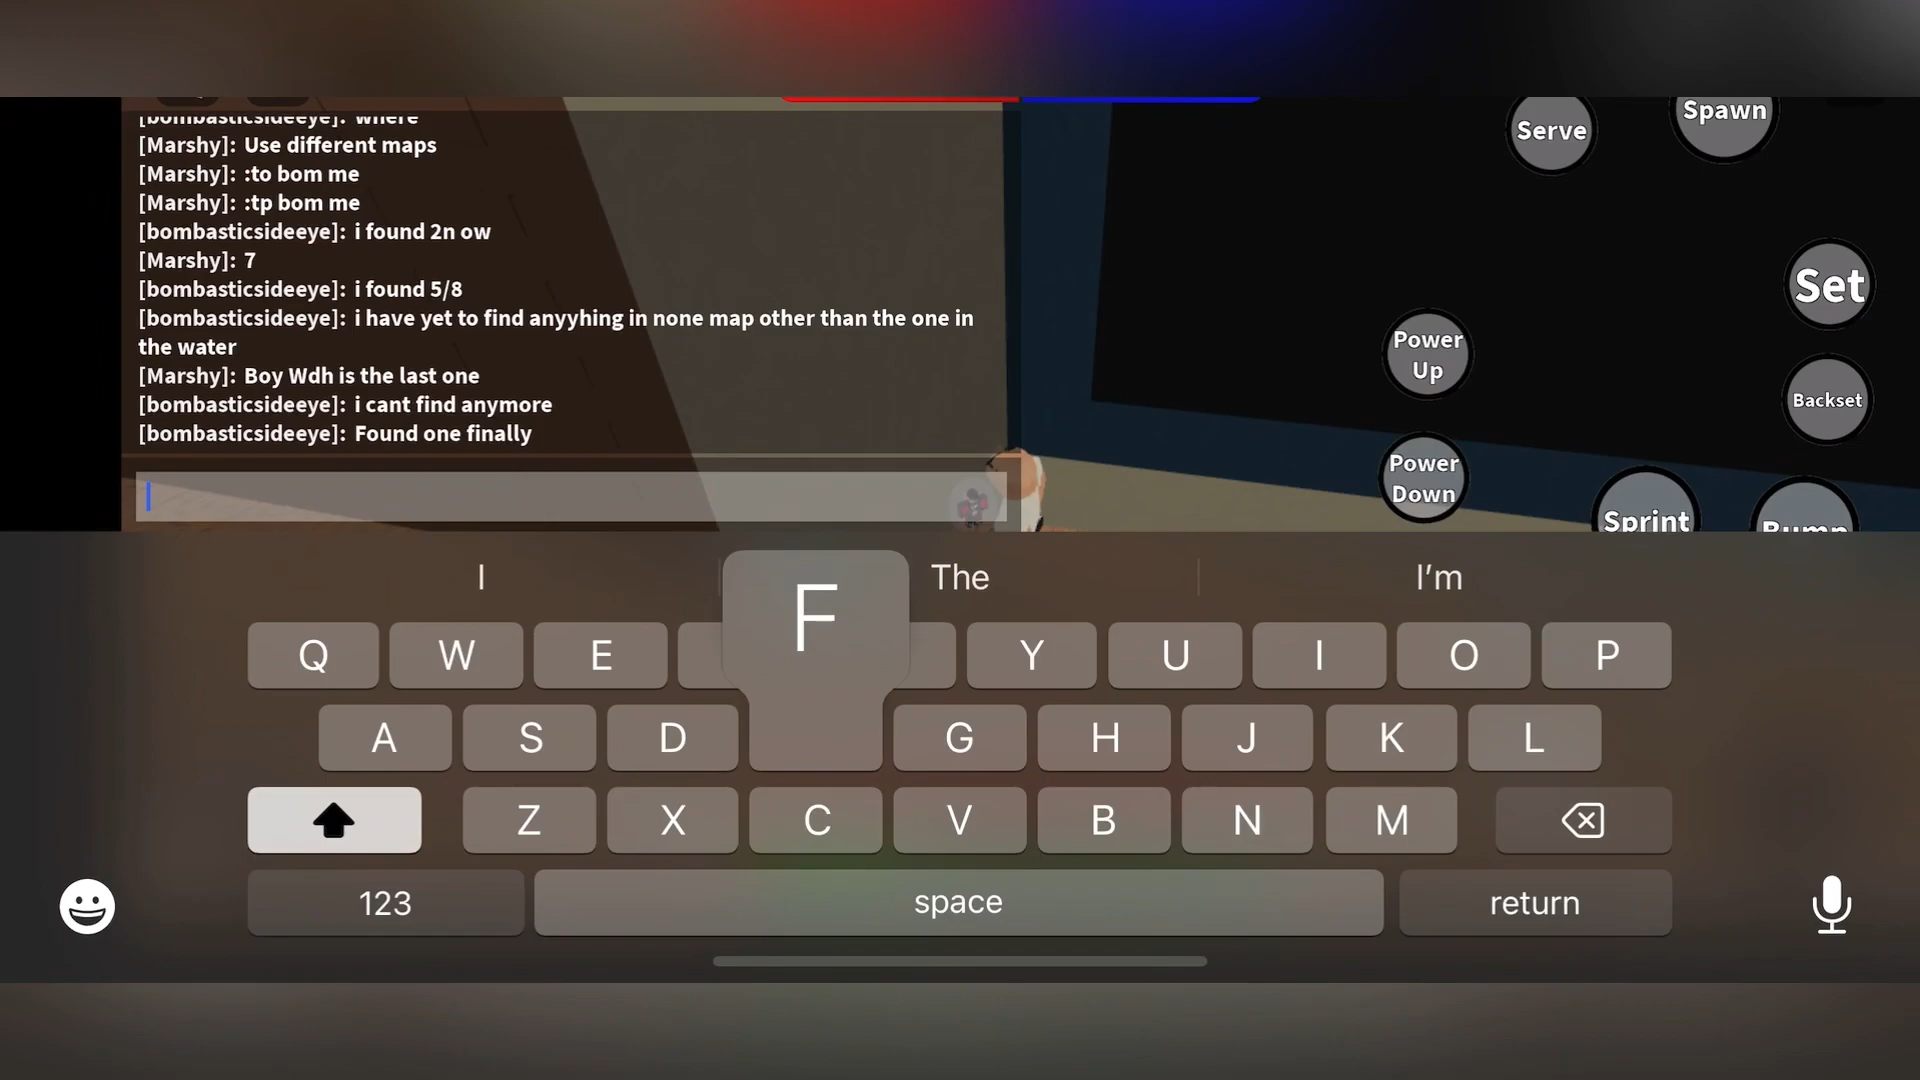 [bombasticsideeye]: where
[Marshy]: Use different maps
[Marshy]: :to bom me
[Marshy]: :tp bom me
[bombasticsideeye]: i found 2n ow
[Marshy]: 7
[bombasticsideeye]: i found 5/8
[bombasticsideeye]: i have yet to find anyyhing in none map other than the one in
the water
[Marshy]: Boy Wdh is the last one
[bombasticsideeye]: i cant find anymore
[bombasticsideeye]: Found one finally
Serve
Spawn
Set
Power
Up
Backset
Power
Down
Sprint
Bump
I
The
I’m
F
Q W E Y U I O P
A S D G H J K L
Z X C V B N M
123
space
return